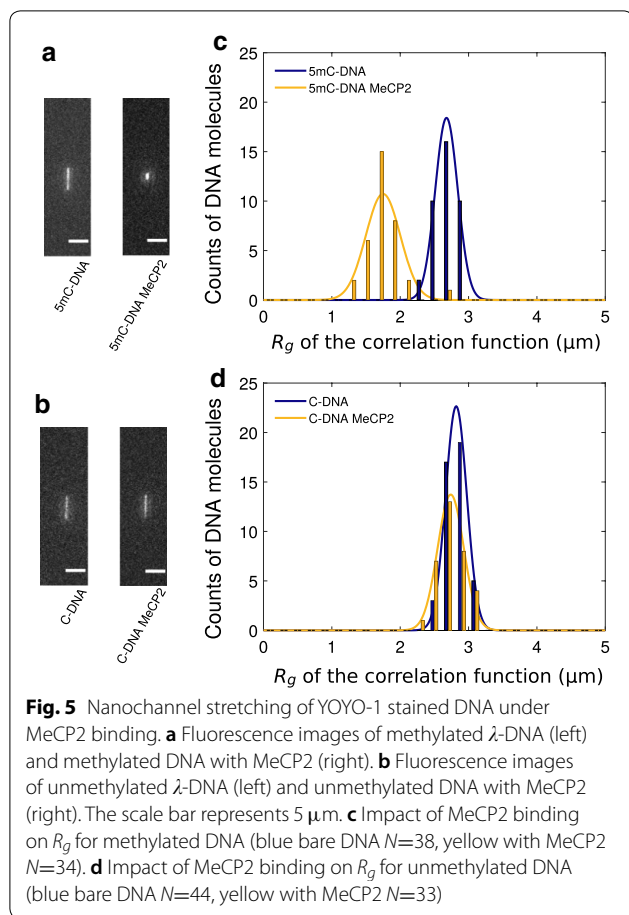 a
5mC-DNA
5mC-DNA MeCP2
c
25
20
15
10
5
0
Counts of DNA molecules
5mC-DNA
5mC-DNA MeCP2
0 1 2 3 4 5
Rg of the correlation function (µm)
b
C-DNA
C-DNA MeCP2
d
25
20
15
10
5
0
Counts of DNA molecules
C-DNA
C-DNA MeCP2
0 1 2 3 4 5
Rg of the correlation function (µm)
Fig. 5 Nanochannel stretching of YOYO-1 stained DNA under
MeCP2 binding. a Fluorescence images of methylated λ-DNA (left)
and methylated DNA with MeCP2 (right). b Fluorescence images
of unmethylated λ-DNA (left) and unmethylated DNA with MeCP2
(right). The scale bar represents 5 μm. c Impact of MeCP2 binding
on Rg for methylated DNA (blue bare DNA N=38, yellow with MeCP2
N=34). d Impact of MeCP2 binding on Rg for unmethylated DNA
(blue bare DNA N=44, yellow with MeCP2 N=33)